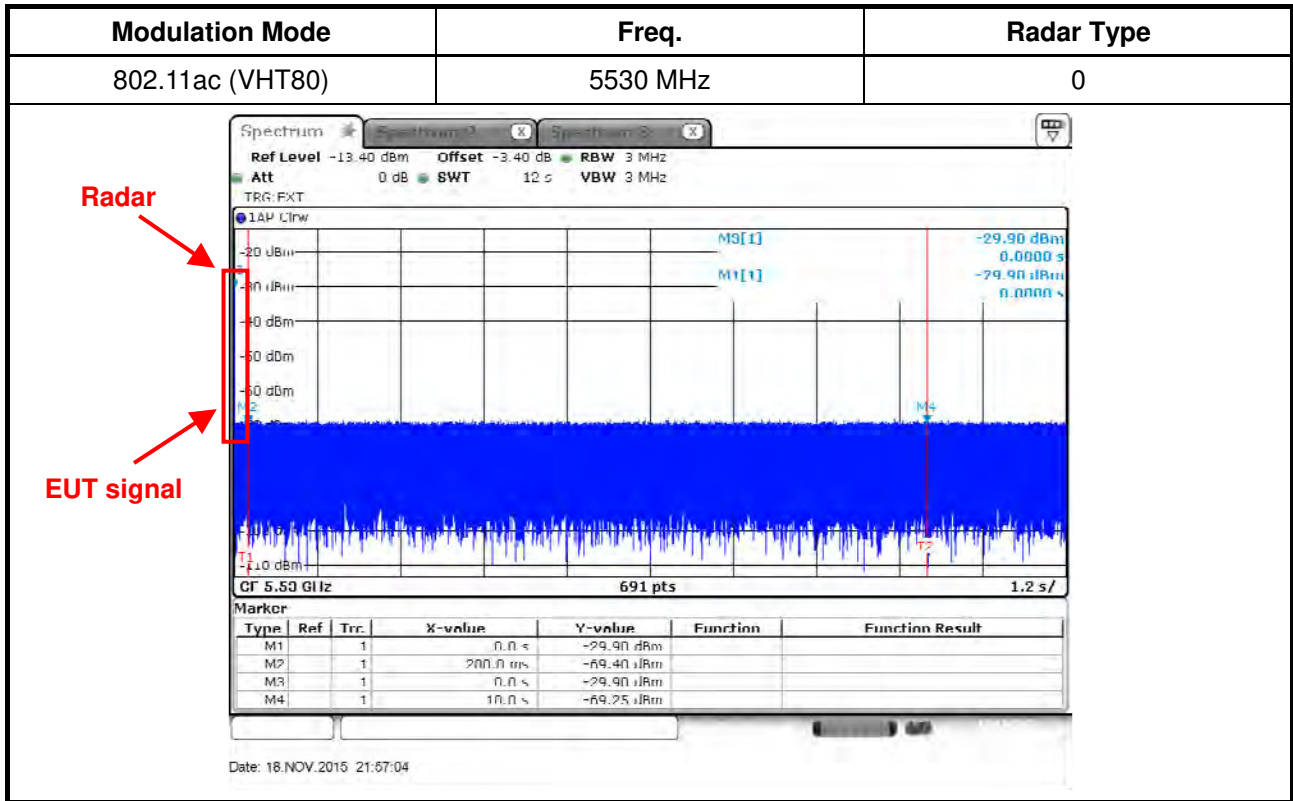 Modulation Mode Freq. Radar Type
802.11ac (VHT80) 5530 MHz 0
Spectrum
Ref Level -13.40 dBm Offset -3.40 dB RBW 3 MHz
Att 0 dB SWT 12 s VBW 3 MHz
TRG:EXT
1AP Clrw
Radar
M3[1] -29.90 dBm
0.0000 s
M1[1] -29.90 dBm
0.0000 s
-20 dBm
-30 dBm
-40 dBm
-50 dBm
-60 dBm
M2 M4
EUT signal
T1 T2
-110 dBm
CF 5.53 GHz 691 pts 1.2 s/
Marker
Type Ref Trc. X-value Y-value Function Function Result
M1 1 0.0 s -29.90 dBm
M2 1 200.0 ms -69.40 dBm
M3 1 0.0 s -29.90 dBm
M4 1 10.0 s -69.25 dBm
Date: 18.NOV.2015 21:57:04